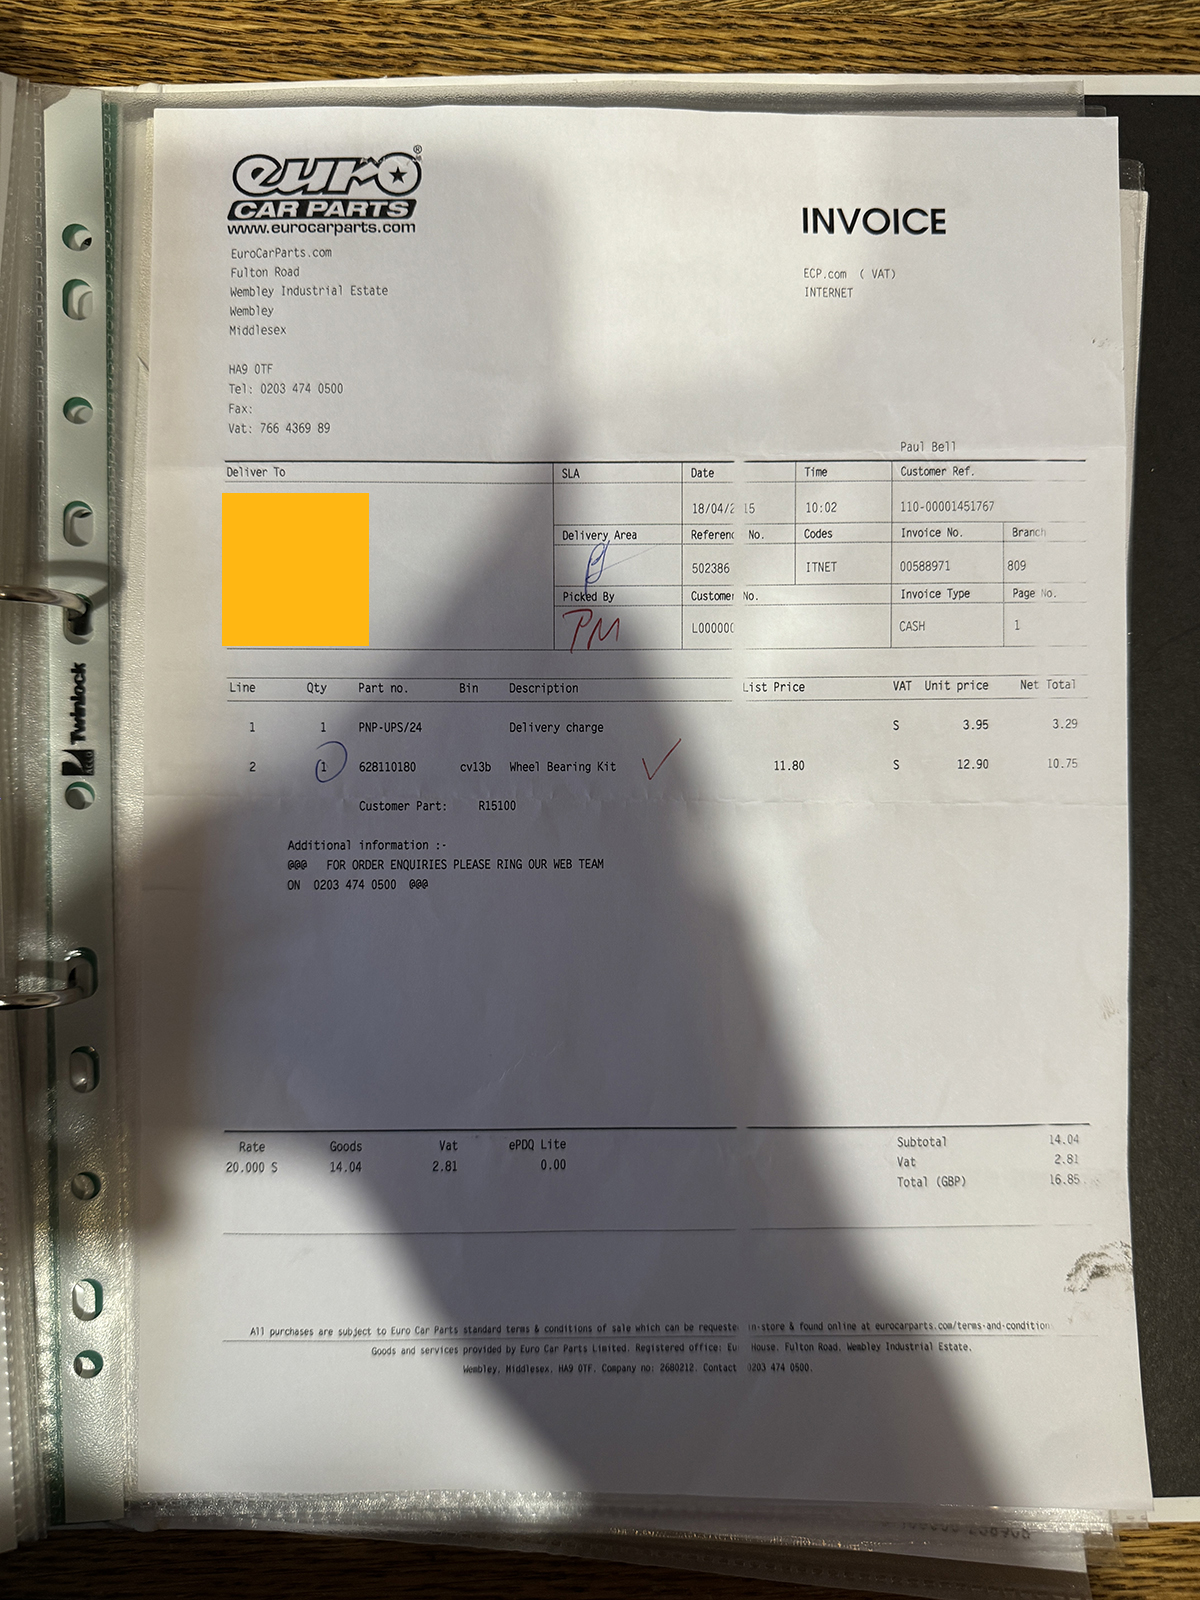 euro®
CAR PARTS
www.eurocarparts.com
INVOICE
EuroCarParts.com
Fulton Road
Wembley Industrial Estate
Wembley
Middlesex
ECP.com ( VAT)
INTERNET
HA9 0TF
Tel: 0203 474 0500
Fax:
Vat: 766 4369 89
Paul Bell
Deliver To SLA Date Time Customer Ref.
18/04/2 15 10:02 110-00001451767
Delivery Area Referenc No. Codes Invoice No. Branch
502386 ITNET 00588971 809
Picked By Customer No. Invoice Type Page No.
PM L00000 CASH 1
Line Qty Part no. Bin Description List Price VAT Unit price Net Total
1 1 PNP-UPS/24 Delivery charge S 3.95 3.29
2 1 628110180 cv13b Wheel Bearing Kit 11.80 S 12.90 10.75
Customer Part: R15100
Additional information :-
@@@ FOR ORDER ENQUIRIES PLEASE RING OUR WEB TEAM
ON 0203 474 0500 @@@
Rate Goods Vat ePDQ Lite Subtotal 14.04
20.000 S 14.04 2.81 0.00 Vat 2.81
Total (GBP) 16.85
All purchases are subject to Euro Car Parts standard terms & conditions of sale which can be requeste in-store & found online at eurocarparts.com/terms-and-condition
Goods and services provided by Euro Car Parts Limited. Registered office: Eu House, Fulton Road, Wembley Industrial Estate,
Wembley, Middlesex, HA9 0TF. Company no: 2680212. Contact 0203 474 0500.
Twinlock